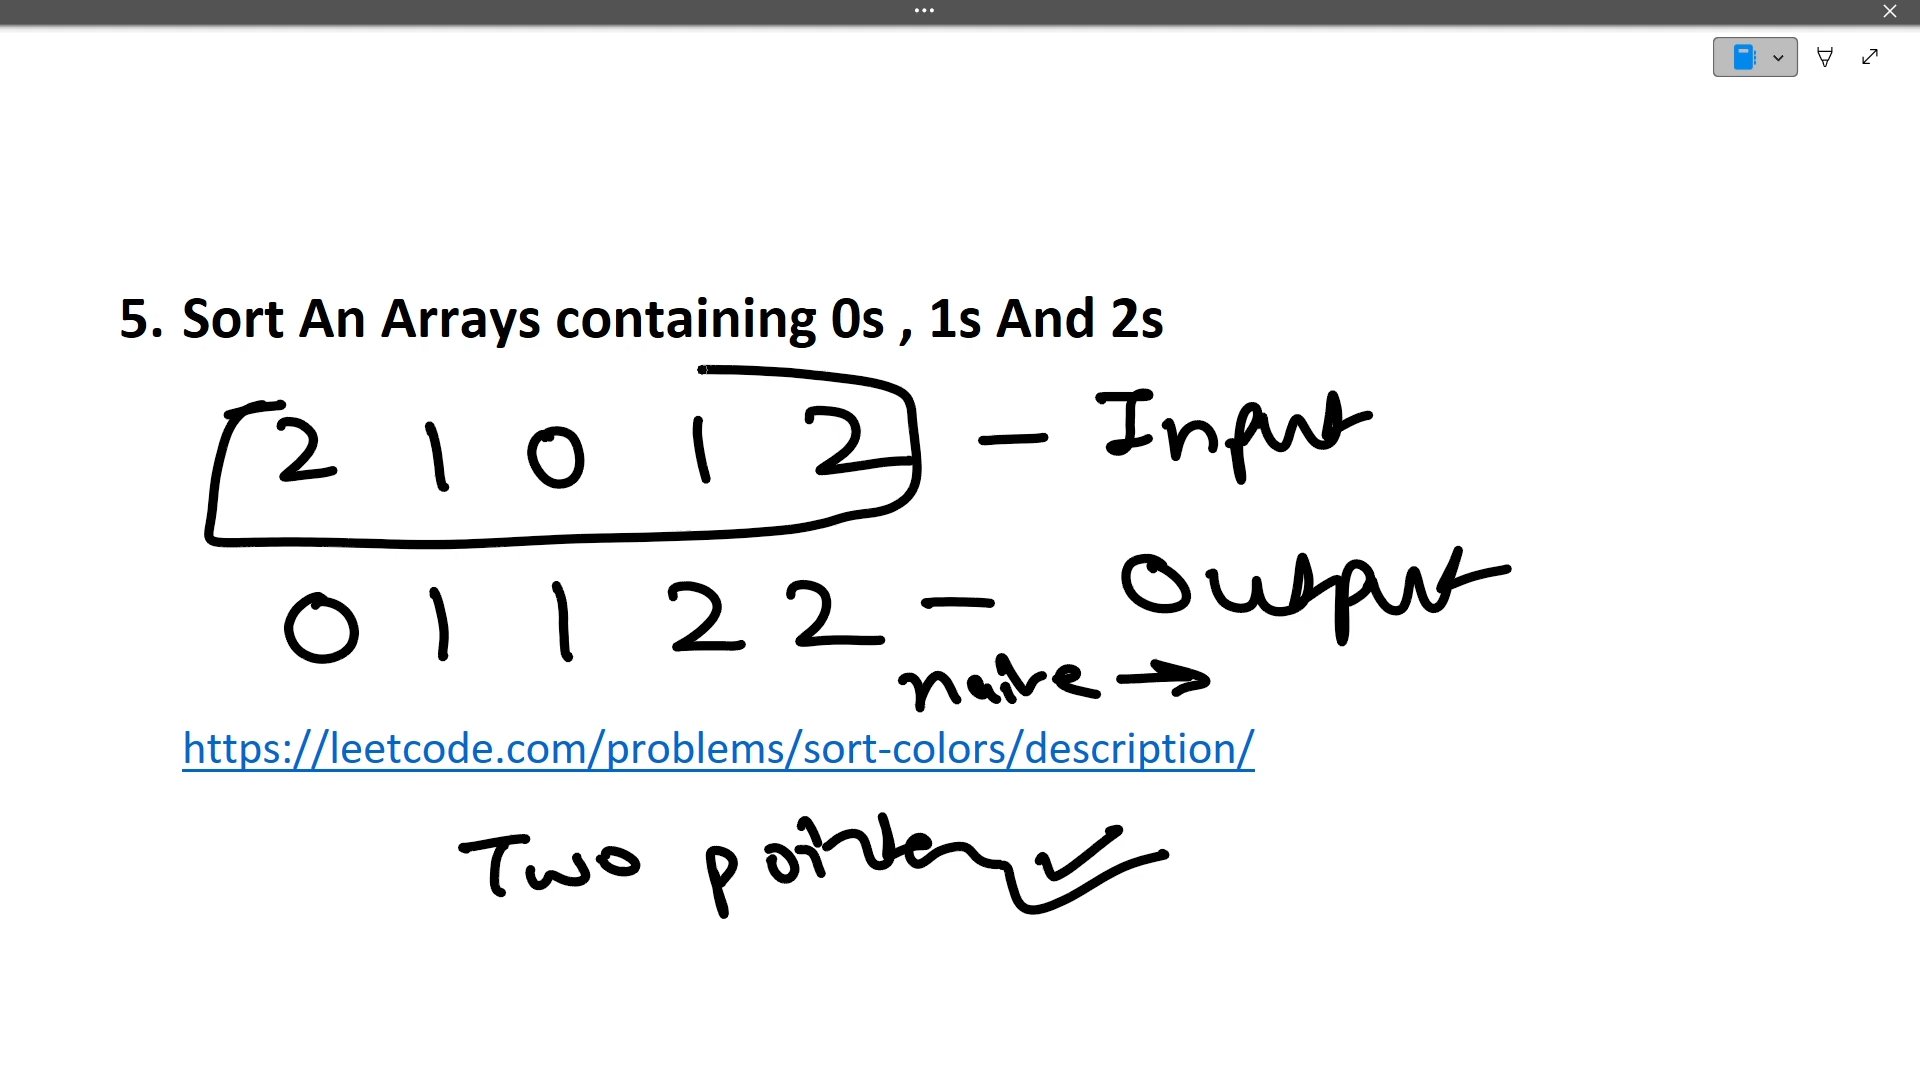 5. Sort An Arrays containing 0s , 1s And 2s
2 1 0 1 2 — Input
0 1 1 2 2 — Output
naive →
https://leetcode.com/problems/sort-colors/description/
Two pointer